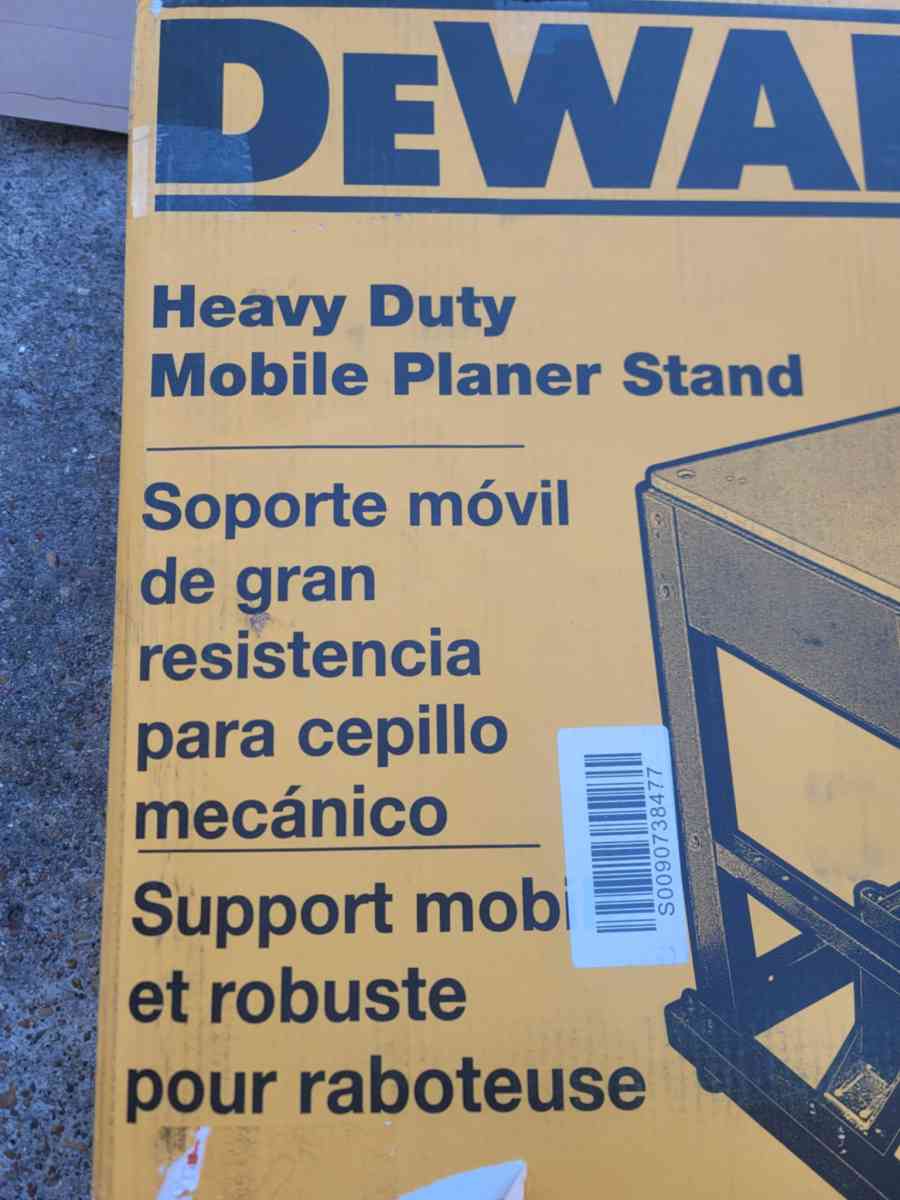 DEWA
Heavy Duty
Mobile Planer Stand
Soporte móvil
de gran
resistencia
para cepillo
mecánico
Support mobi
et robuste
pour raboteuse
S0090738477